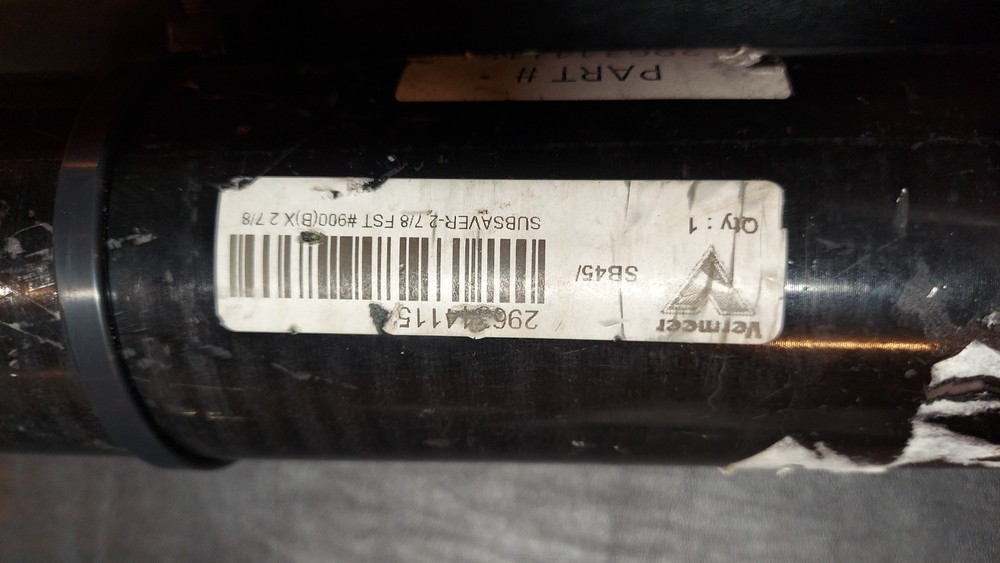 Vermeer
SB45/
Qty : 1
SUBSAVER-2 7/8 FST #900(B) X 2 7/8
PART #